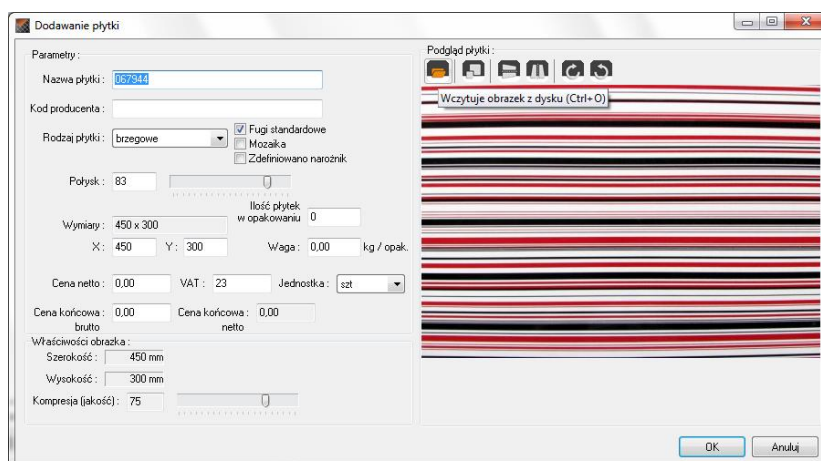 Dodawanie płytki
Parametry :
Nazwa płytki : 067944
Kod producenta :
Rodzaj płytki : brzegowe
Fugi standardowe
Mozaika
Zdefiniowano narożnik
Połysk : 83
Ilość płytek
w opakowaniu 0
Wymiary : 450 x 300
X : 450 Y : 300 Waga : 0,00 kg / opak.
Cena netto : 0,00 VAT : 23 Jednostka : szt
Cena końcowa : 0,00 Cena końcowa : 0,00
brutto netto
Właściwości obrazka :
Szerokość : 450 mm
Wysokość : 300 mm
Kompresja (jakość) : 75
Podgląd płytki :
Wczytuje obrazek z dysku (Ctrl+O)
OK Anuluj